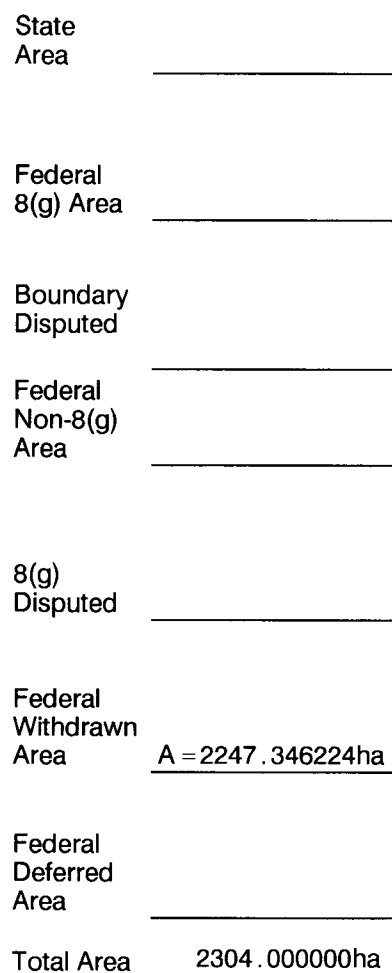 State
Area
Federal
8(g) Area
Boundary
Disputed
Federal
Non-8(g)
Area
8(g)
Disputed
Federal
Withdrawn
Area A = 2247.346224ha
Federal
Deferred
Area
Total Area 2304.000000ha